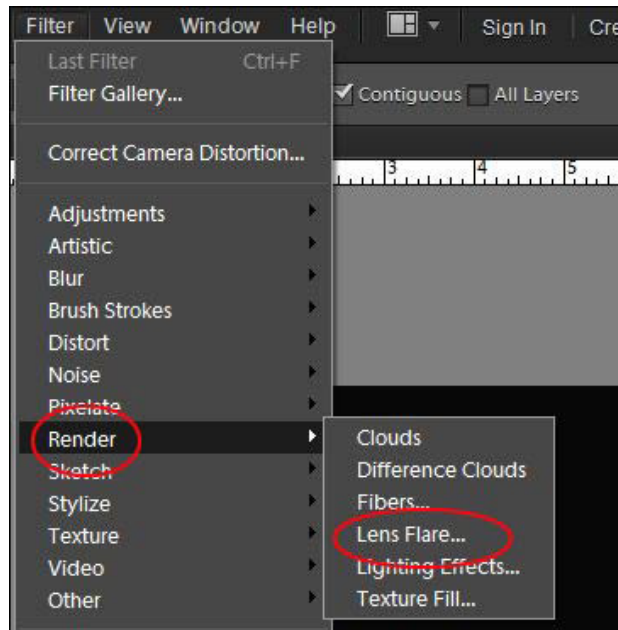 Filter View Window Help Sign In Cre
Last Filter Ctrl+F
Filter Gallery...
Contiguous All Layers
Correct Camera Distortion...
3 4 5
Adjustments
Artistic
Blur
Brush Strokes
Distort
Noise
Pixelate
Render
Sketch
Stylize
Texture
Video
Other
Clouds
Difference Clouds
Fibers...
Lens Flare...
Lighting Effects...
Texture Fill...